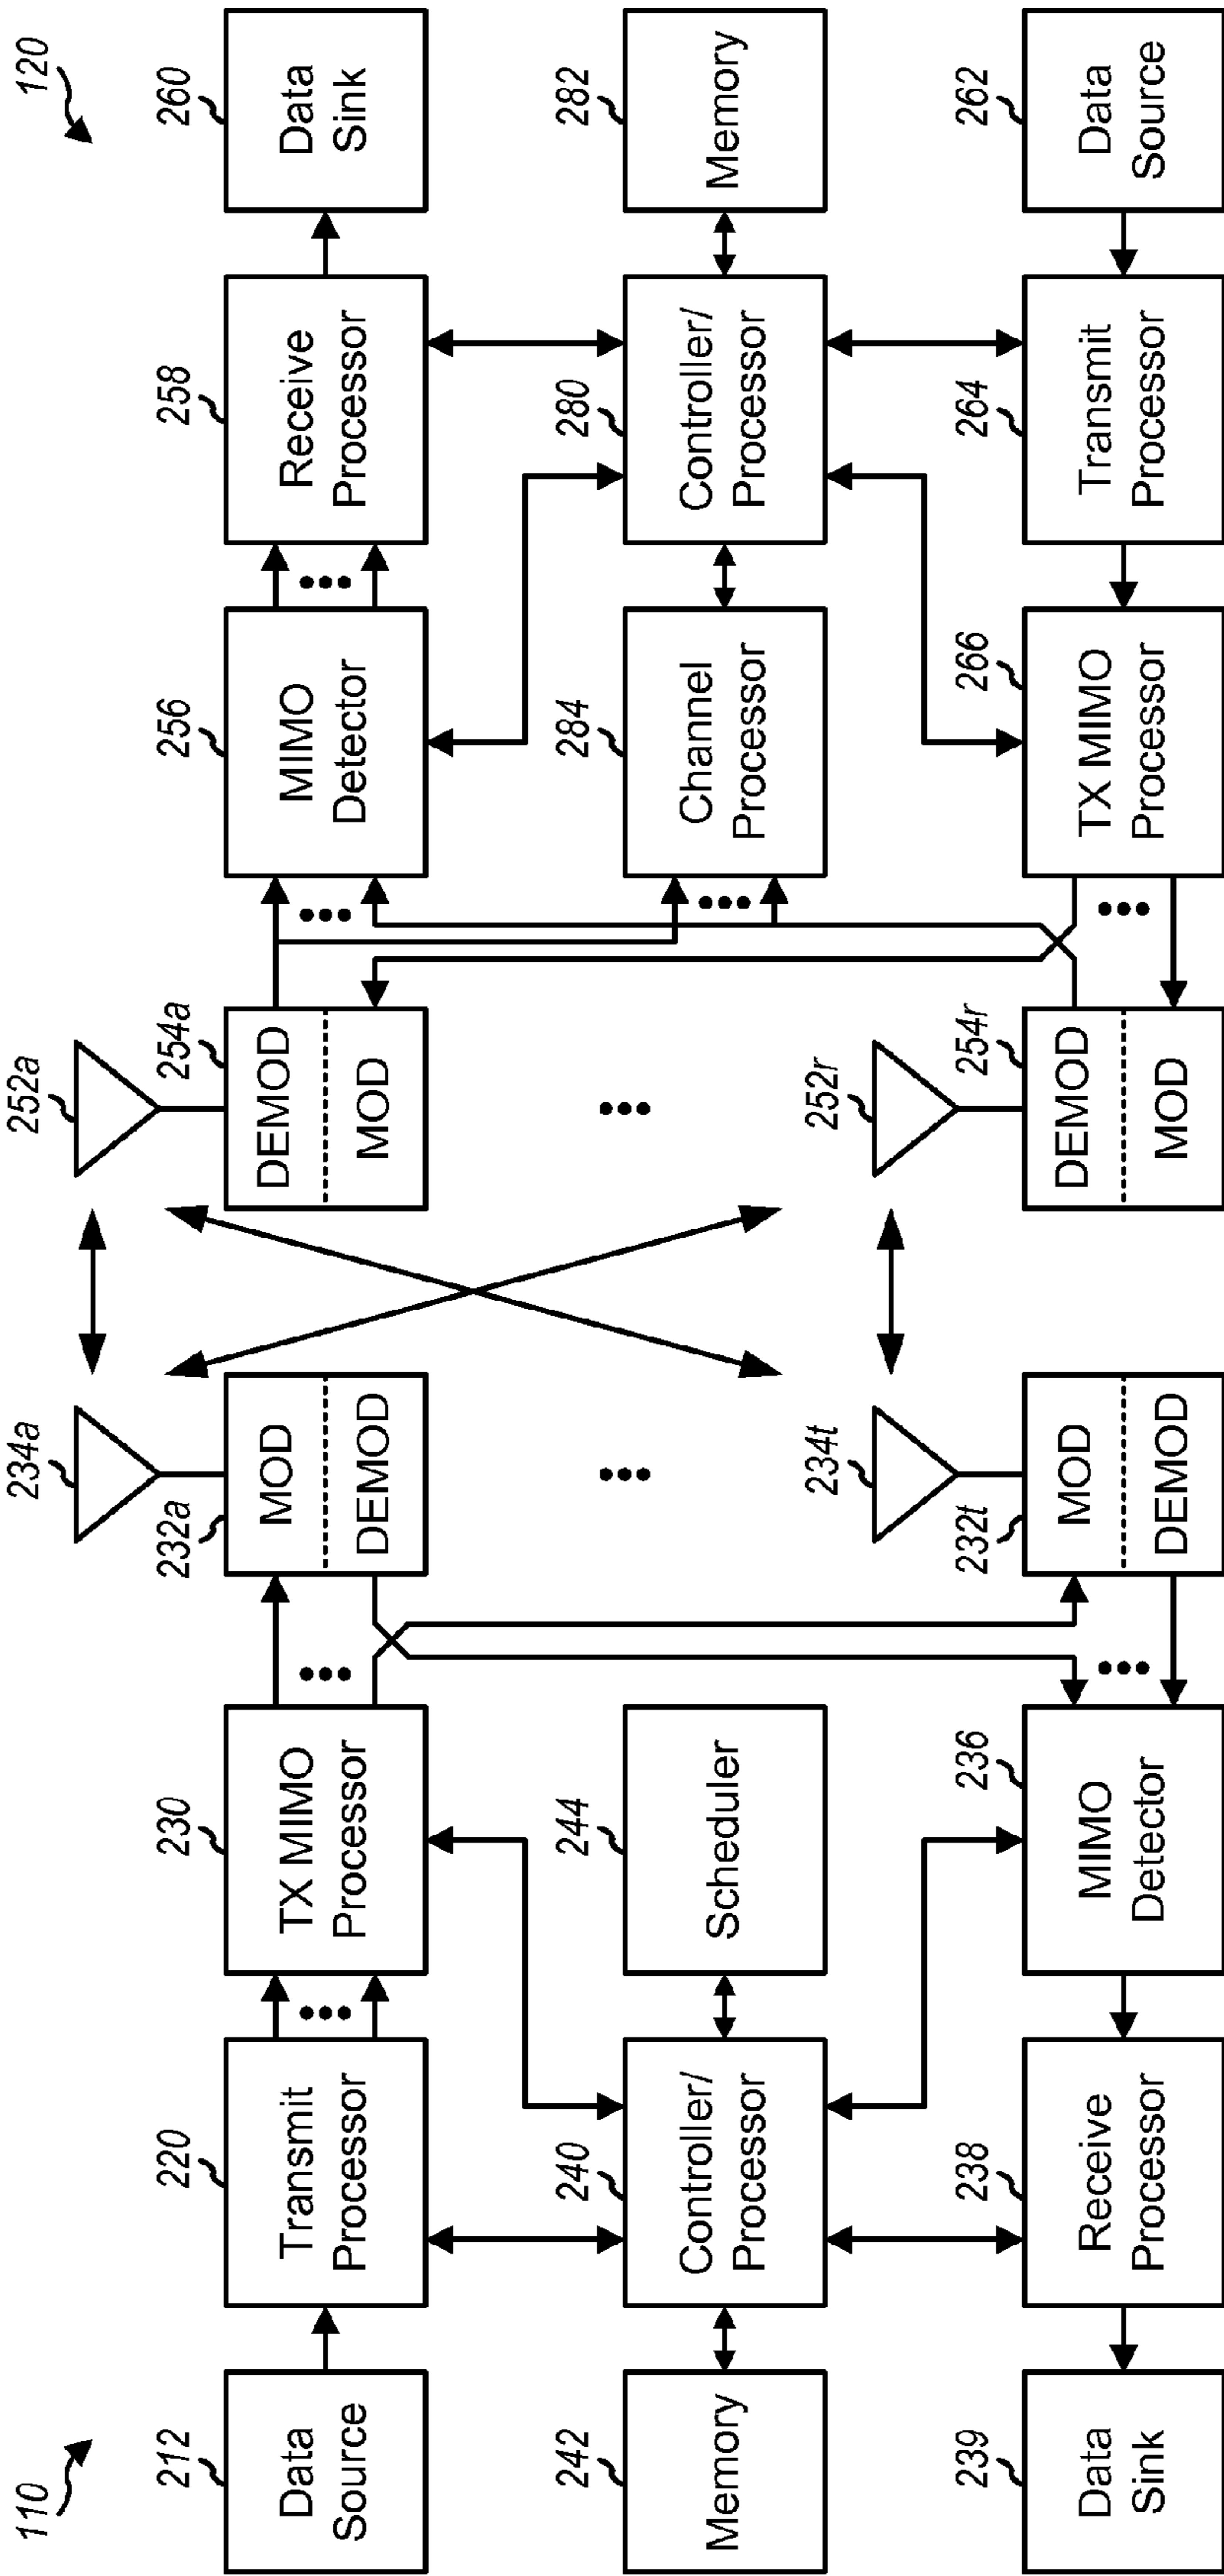 110
120
234a
252a
212
220
230
232a
254a
256
258
260
Data
Source
Transmit
Processor
TX MIMO
Processor
MOD
DEMOD
DEMOD
MOD
MIMO
Detector
Receive
Processor
Data
Sink
242
240
244
284
280
282
Memory
Controller/
Processor
Scheduler
Channel
Processor
Controller/
Processor
Memory
234t
252r
239
238
236
232t
254r
266
264
262
Data
Sink
Receive
Processor
MIMO
Detector
MOD
DEMOD
DEMOD
MOD
TX MIMO
Processor
Transmit
Processor
Data
Source